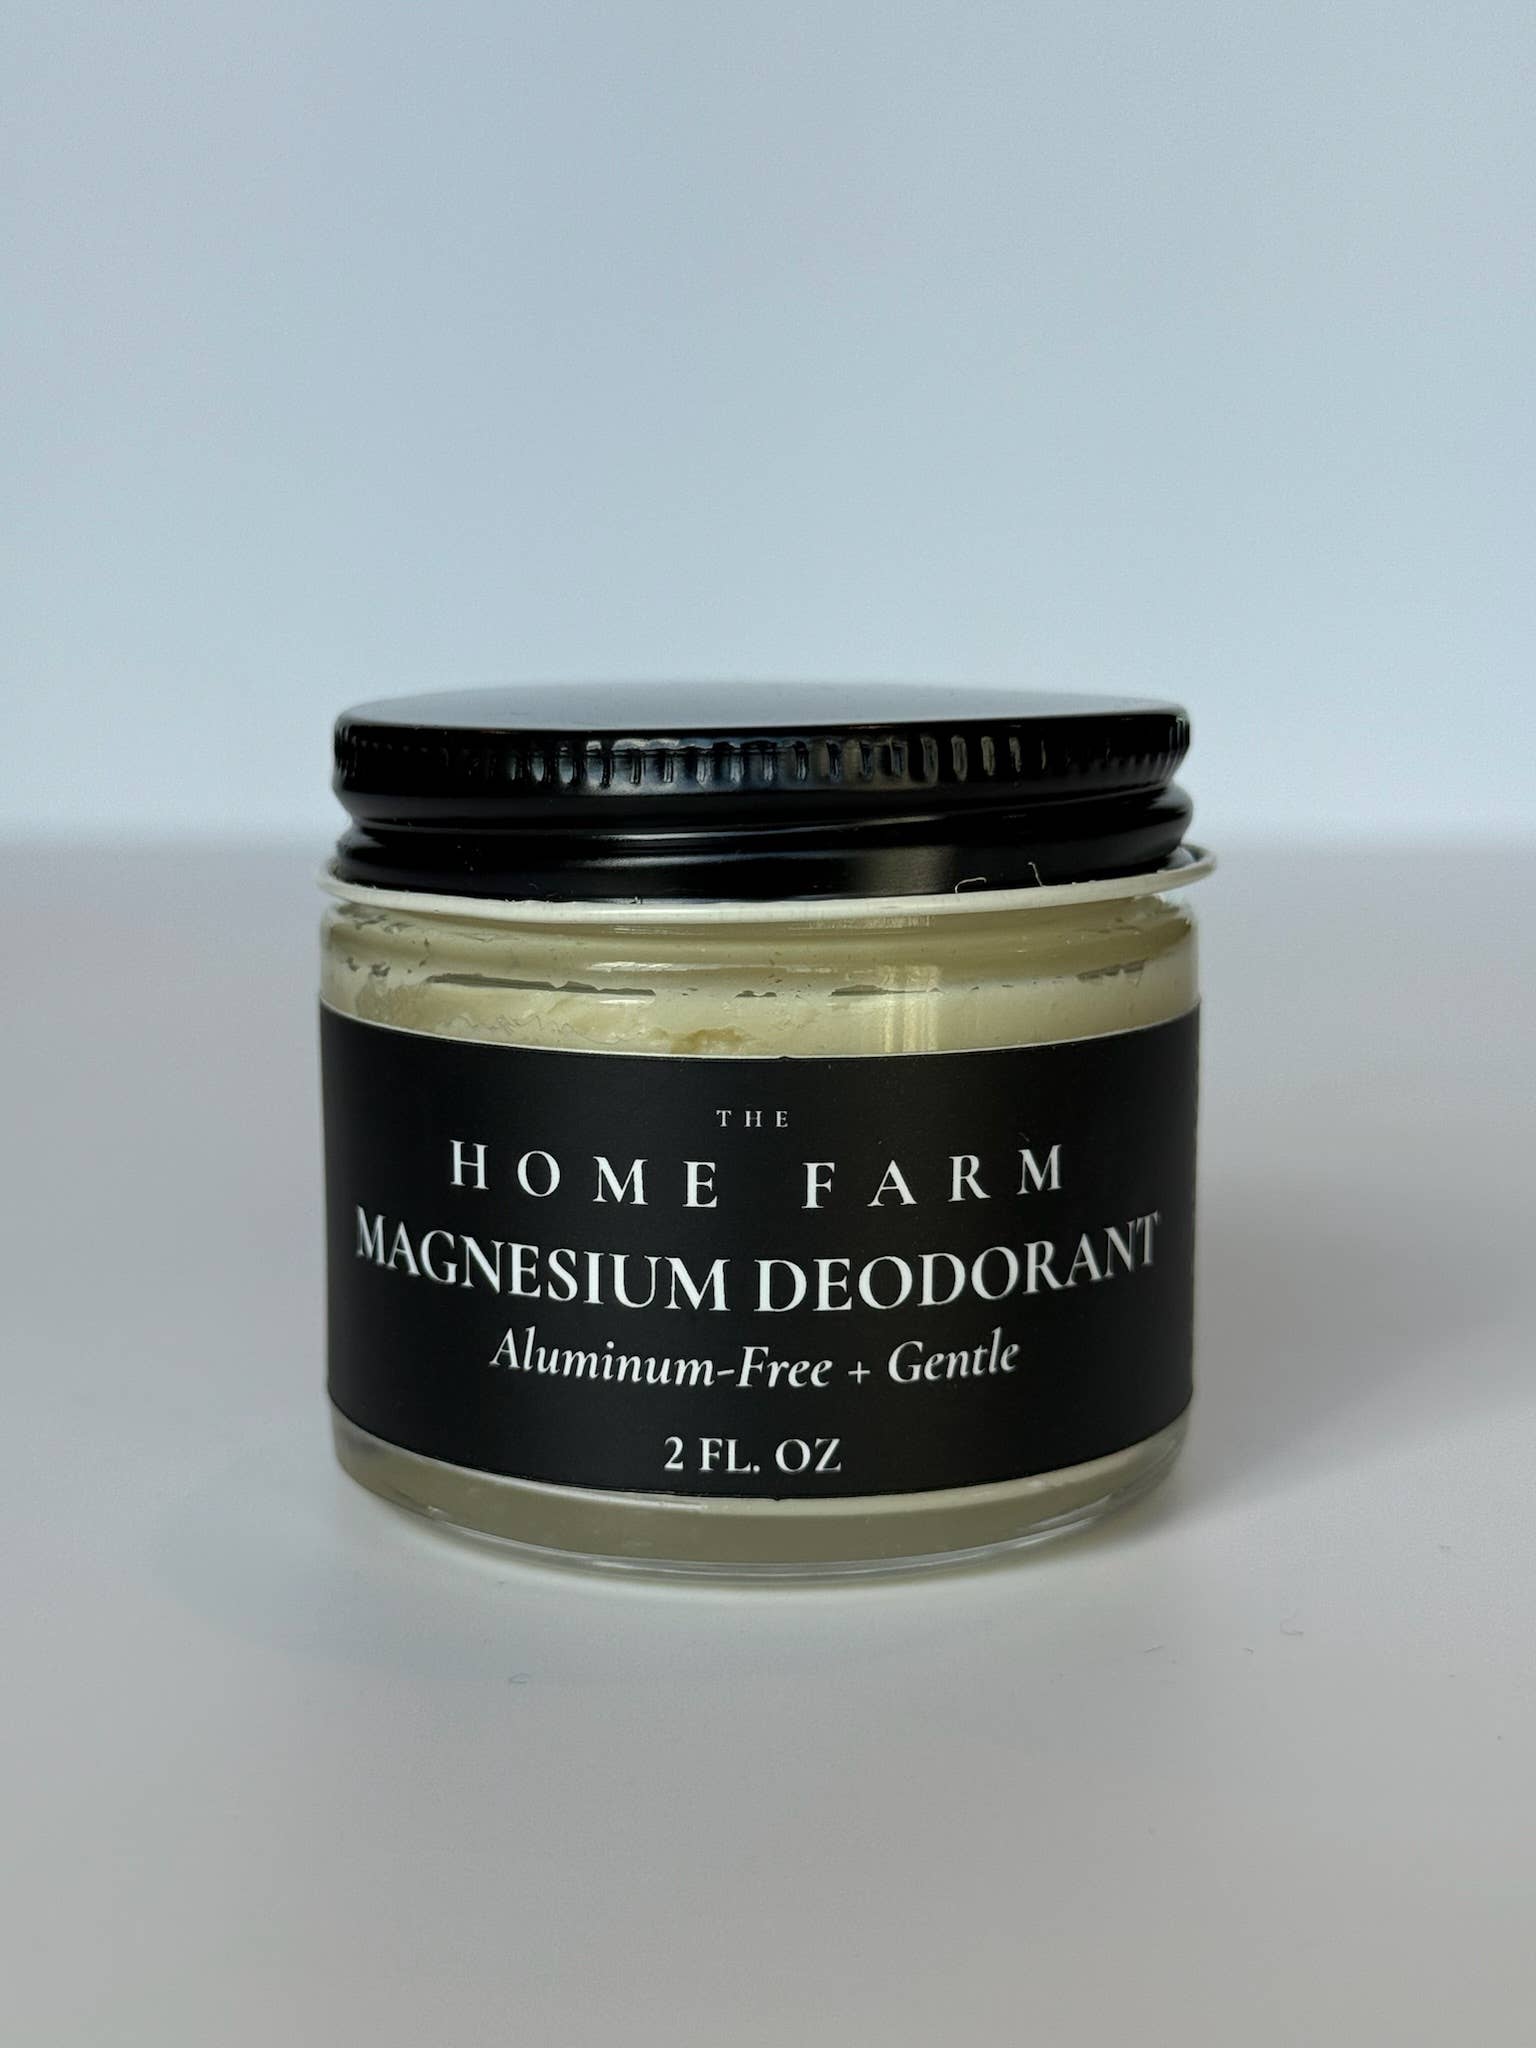 THE
HOME FARM
MAGNESIUM DEODORANT
Aluminum-Free + Gentle
2 FL. OZ